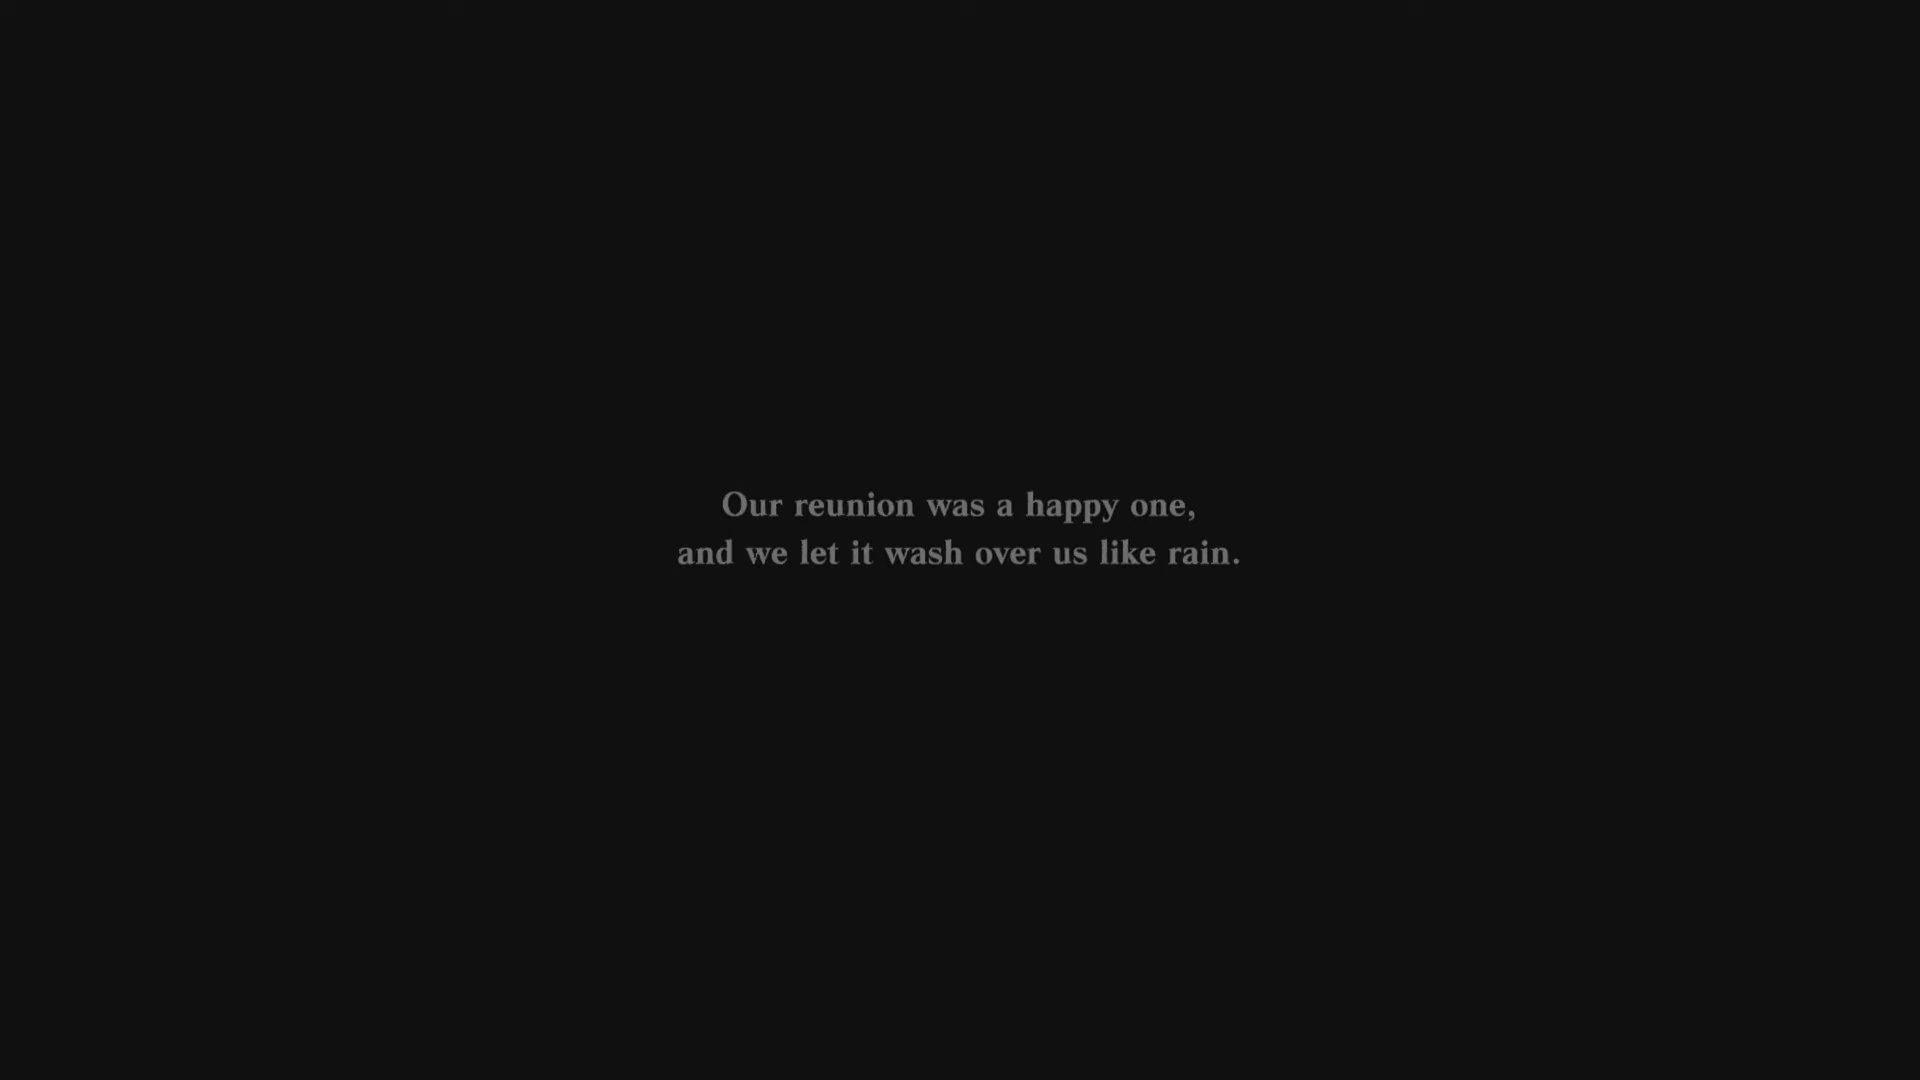 Our reunion was a happy one,
and we let it wash over us like rain.